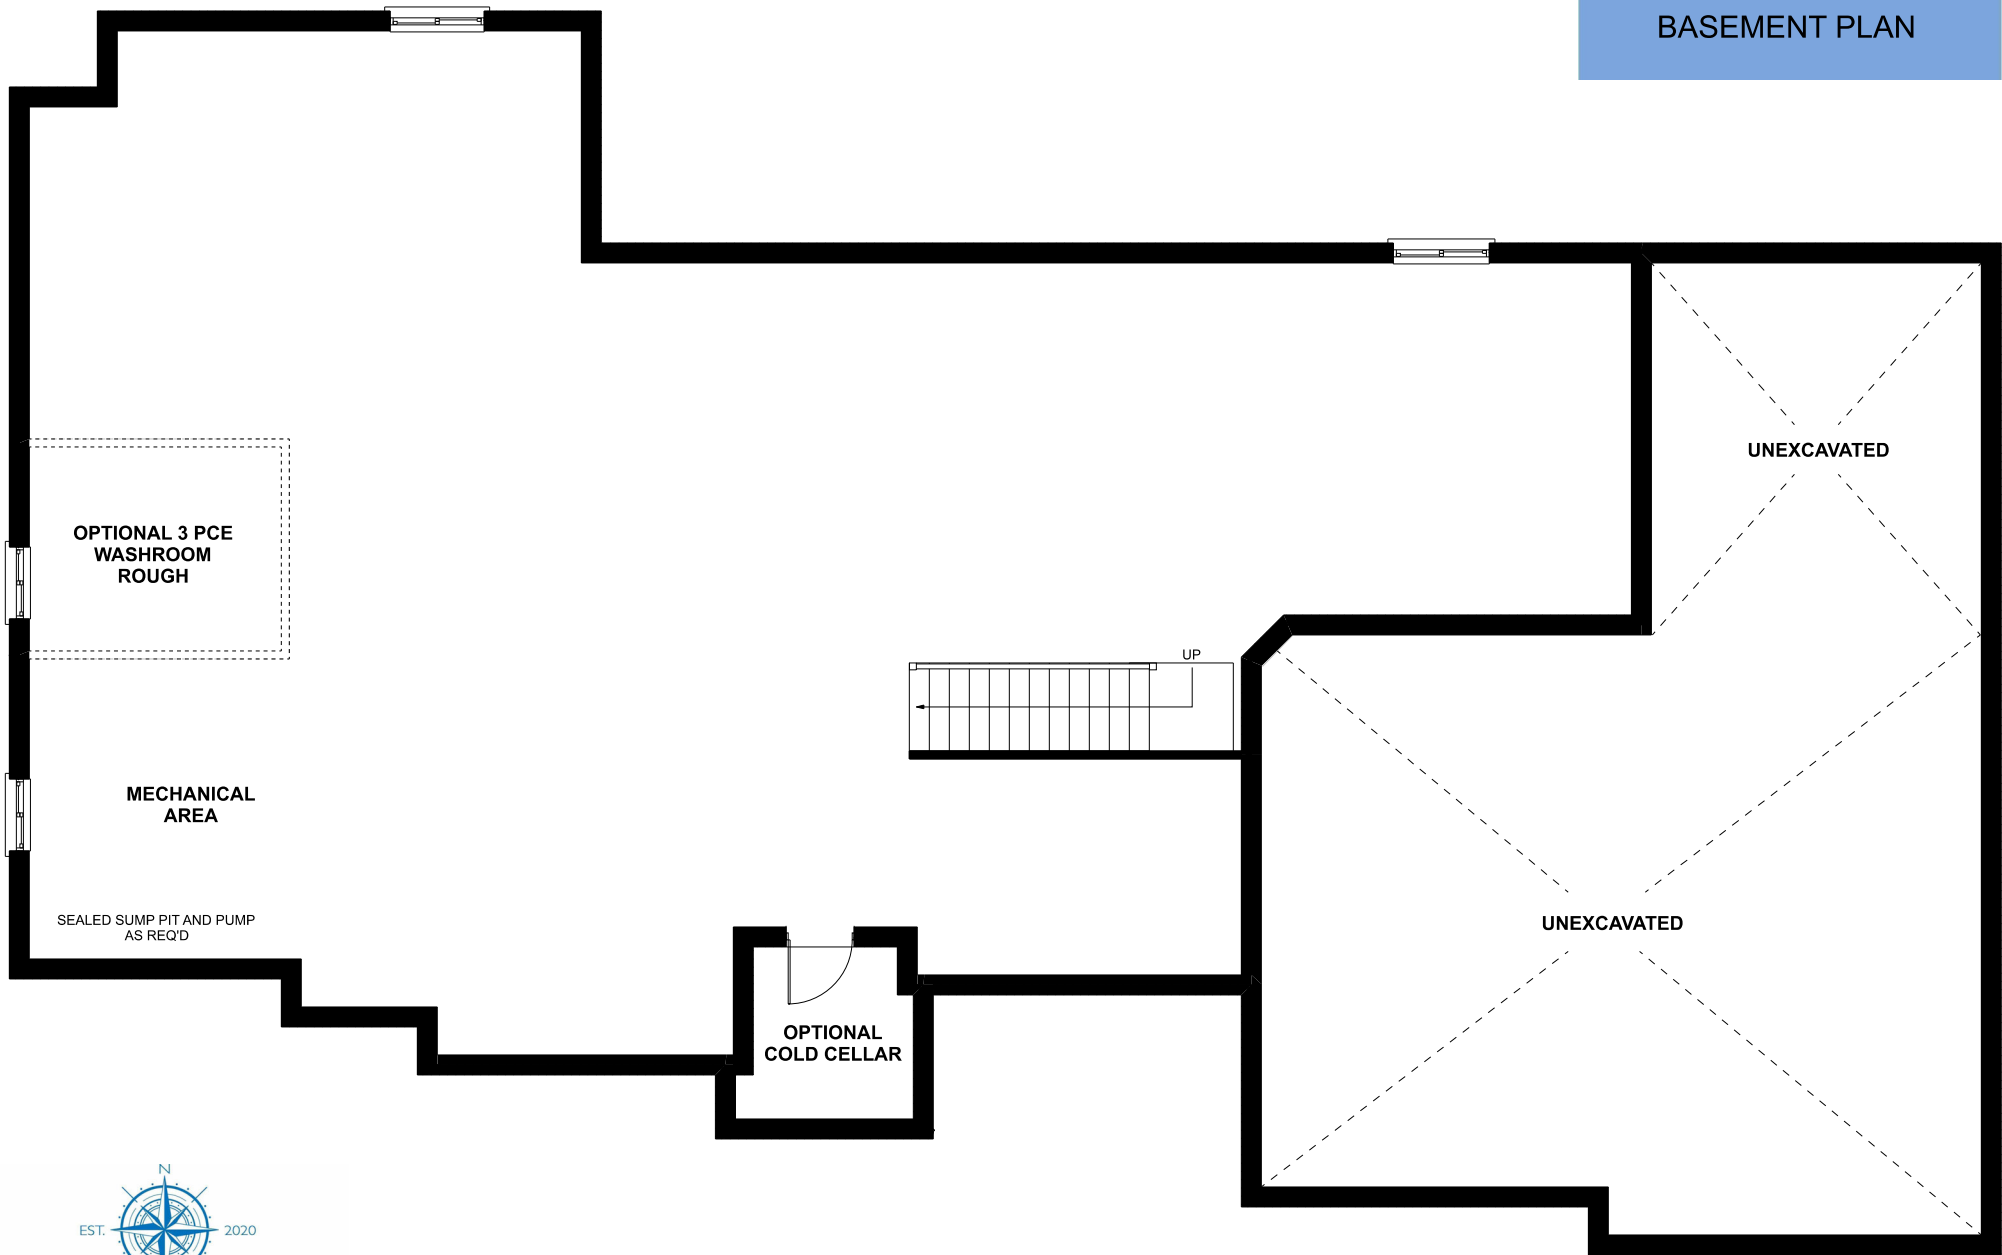 BASEMENT PLAN
UNEXCAVATED
OPTIONAL 3 PCE
WASHROOM
ROUGH
UP
MECHANICAL
AREA
UNEXCAVATED
SEALED SUMP PIT AND PUMP
AS REQ'D
OPTIONAL
COLD CELLAR
N
EST. 2020